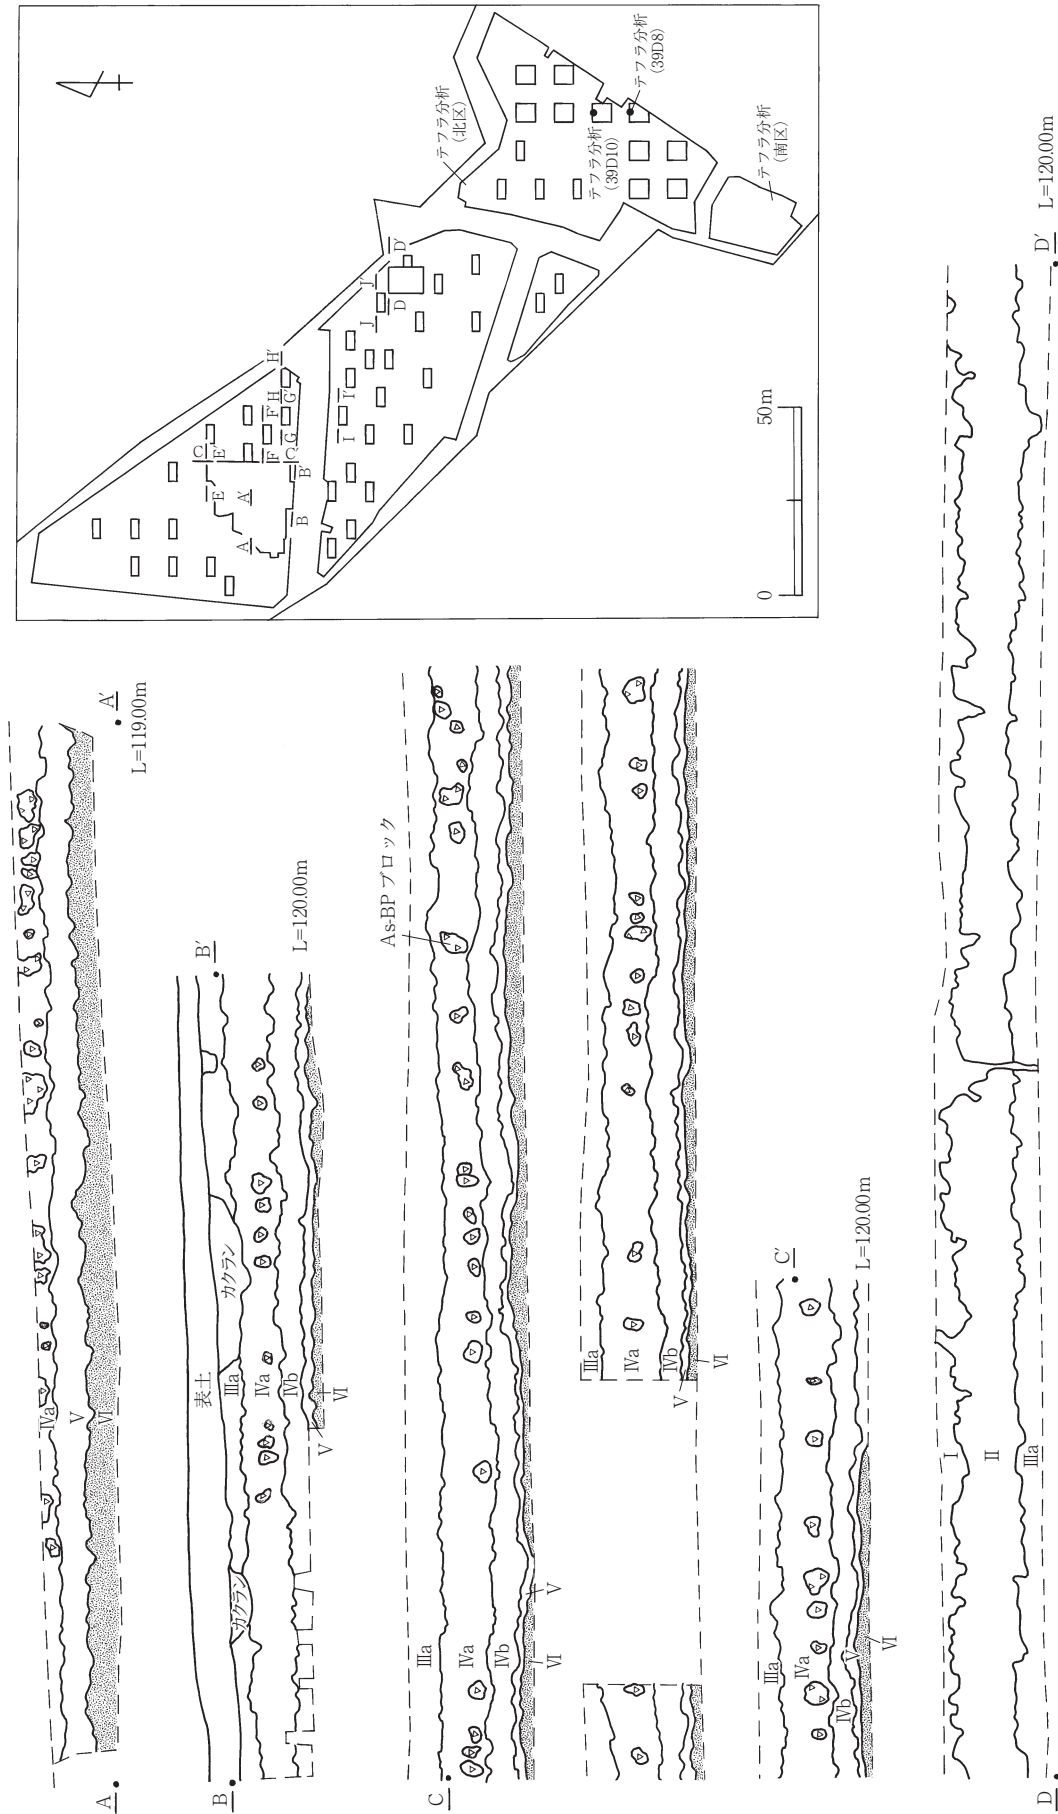 A
A′
L=119.00m
Ⅳa
Ⅴ
Ⅵ
B
B′
L=120.00m
表土
カクラン
カクラン
Ⅲa
Ⅳa
Ⅳb
Ⅴ
Ⅵ
C
Ⅲa
Ⅳa
Ⅳb
Ⅴ
Ⅵ
As-BP ブロック
Ⅲa
Ⅳa
Ⅳb
Ⅴ
Ⅵ
C′
L=120.00m
Ⅲa
Ⅳa
Ⅳb
Ⅴ
Ⅵ
D
D′
L=120.00m
Ⅰ
Ⅱ
Ⅲa
テフラ分析
(北区)
テフラ分析
(39D10)
テフラ分析
(39D8)
テフラ分析
(南区)
A
A′
B
B′
C
C′
D
D′
E
E′
F
F′
G
G′
H
H′
I
I′
J
J′
0
50m